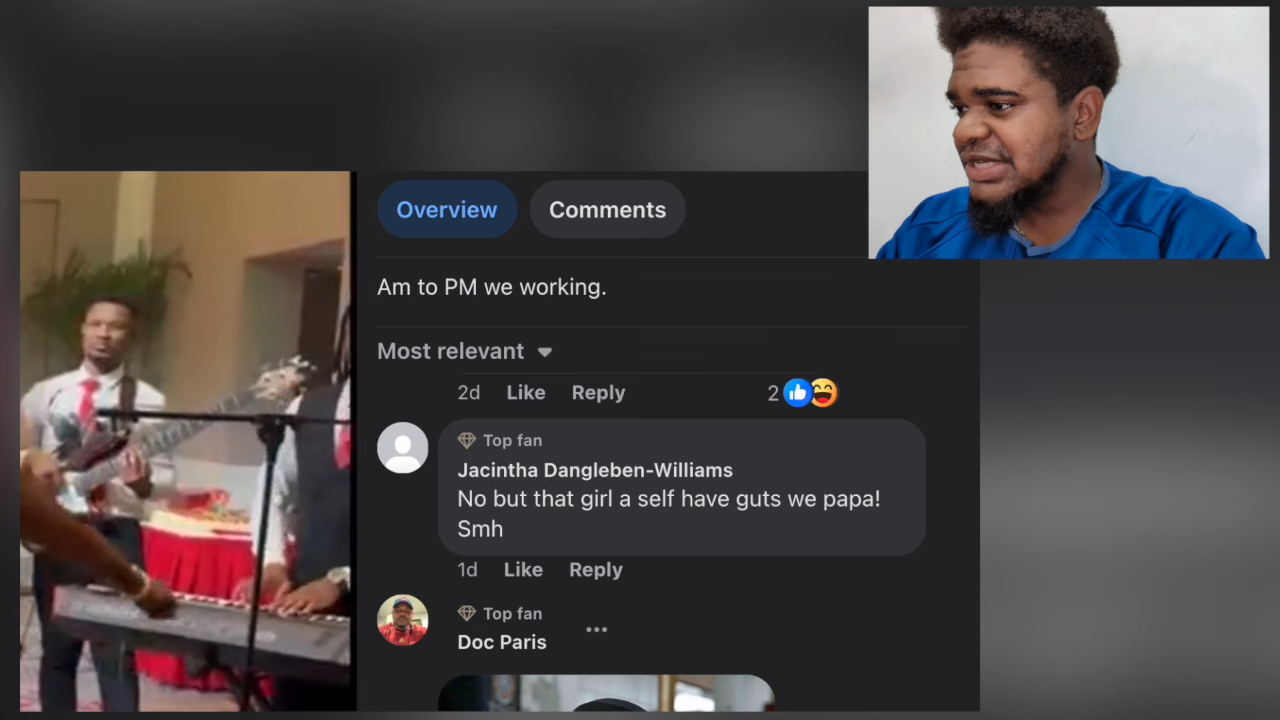 Overview
Comments
Am to PM we working.
Most relevant
2d Like Reply 2
Top fan
Jacintha Dangleben-Williams
No but that girl a self have guts we papa!
Smh
1d Like Reply
Top fan
Doc Paris